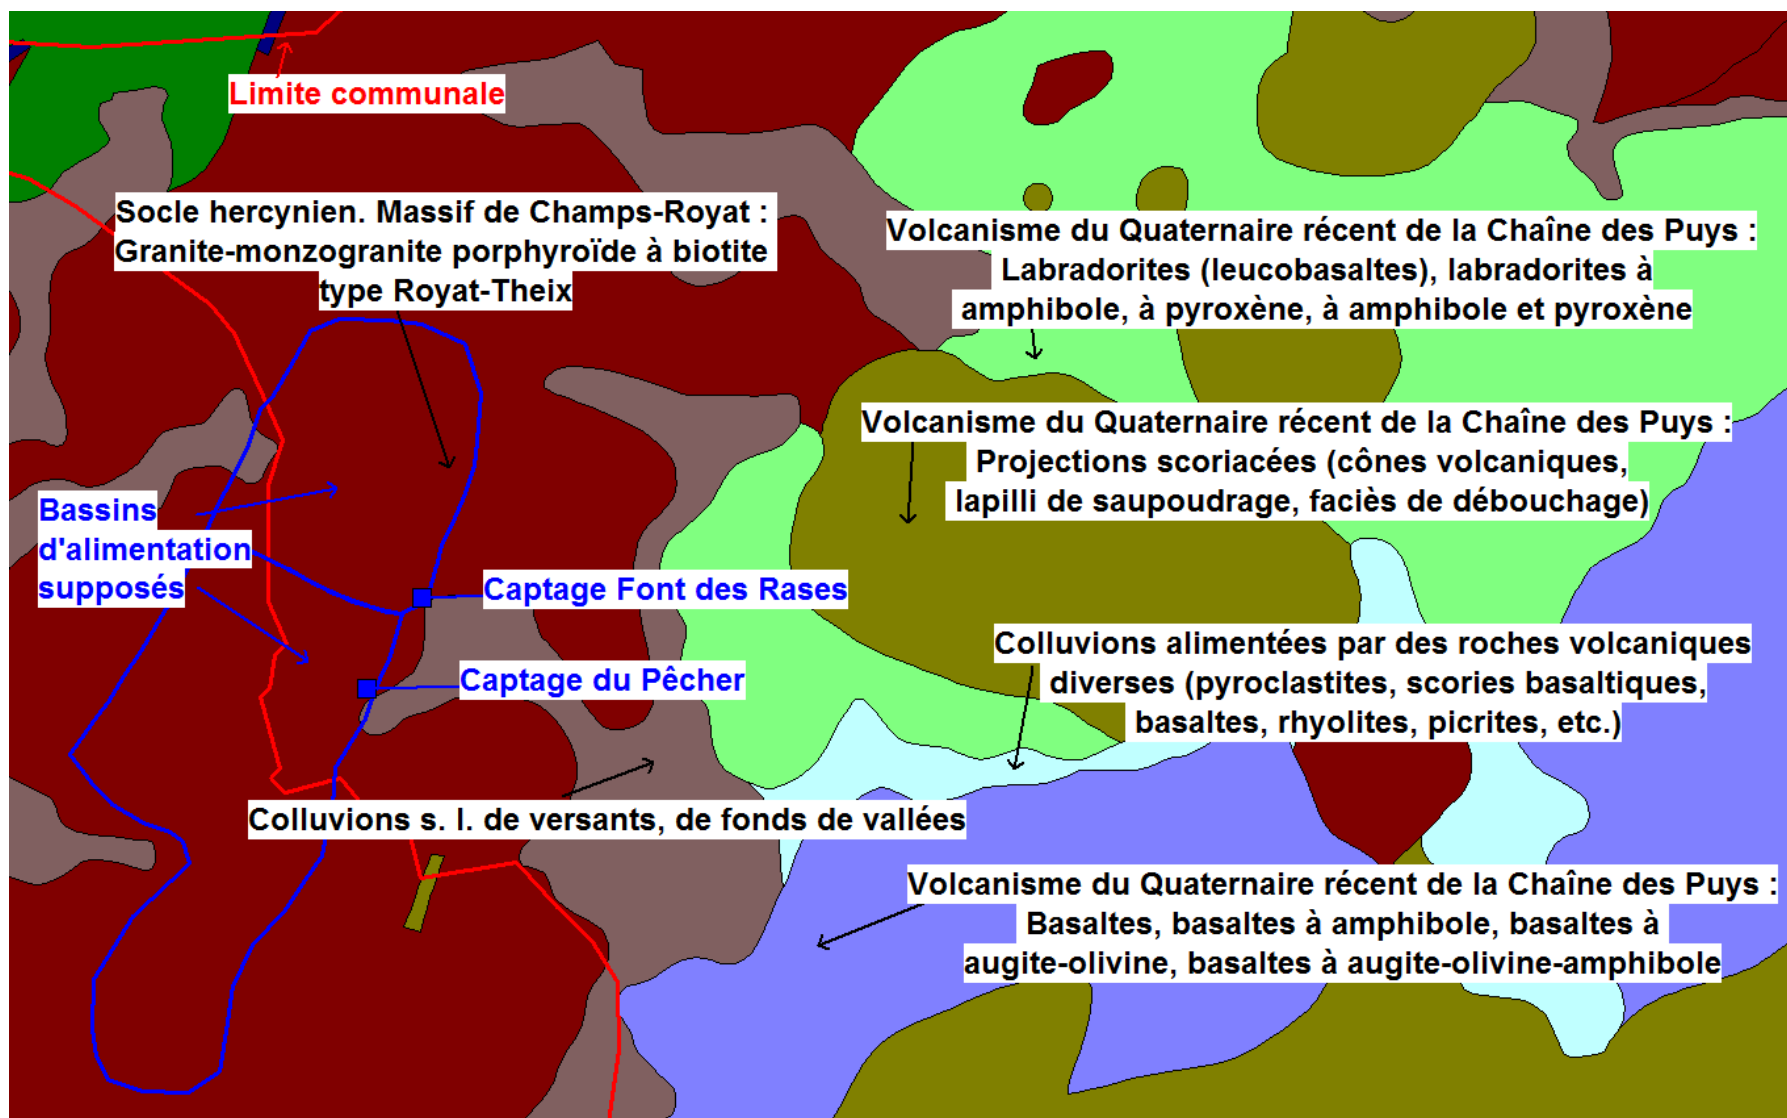 Limite communale
Socle hercynien. Massif de Champs-Royat :
Granite-monzogranite porphyroïde à biotite
type Royat-Theix
Volcanisme du Quaternaire récent de la Chaîne des Puys :
Labradorites (leucobasaltes), labradorites à
amphibole, à pyroxène, à amphibole et pyroxène
Volcanisme du Quaternaire récent de la Chaîne des Puys :
Projections scoriacées (cônes volcaniques,
lapilli de saupoudrage, faciès de débouchage)
Bassins
d'alimentation
supposés
Captage Font des Rases
Colluvions alimentées par des roches volcaniques
diverses (pyroclastites, scories basaltiques,
basaltes, rhyolites, picrites, etc.)
Captage du Pêcher
Colluvions s. l. de versants, de fonds de vallées
Volcanisme du Quaternaire récent de la Chaîne des Puys :
Basaltes, basaltes à amphibole, basaltes à
augite-olivine, basaltes à augite-olivine-amphibole